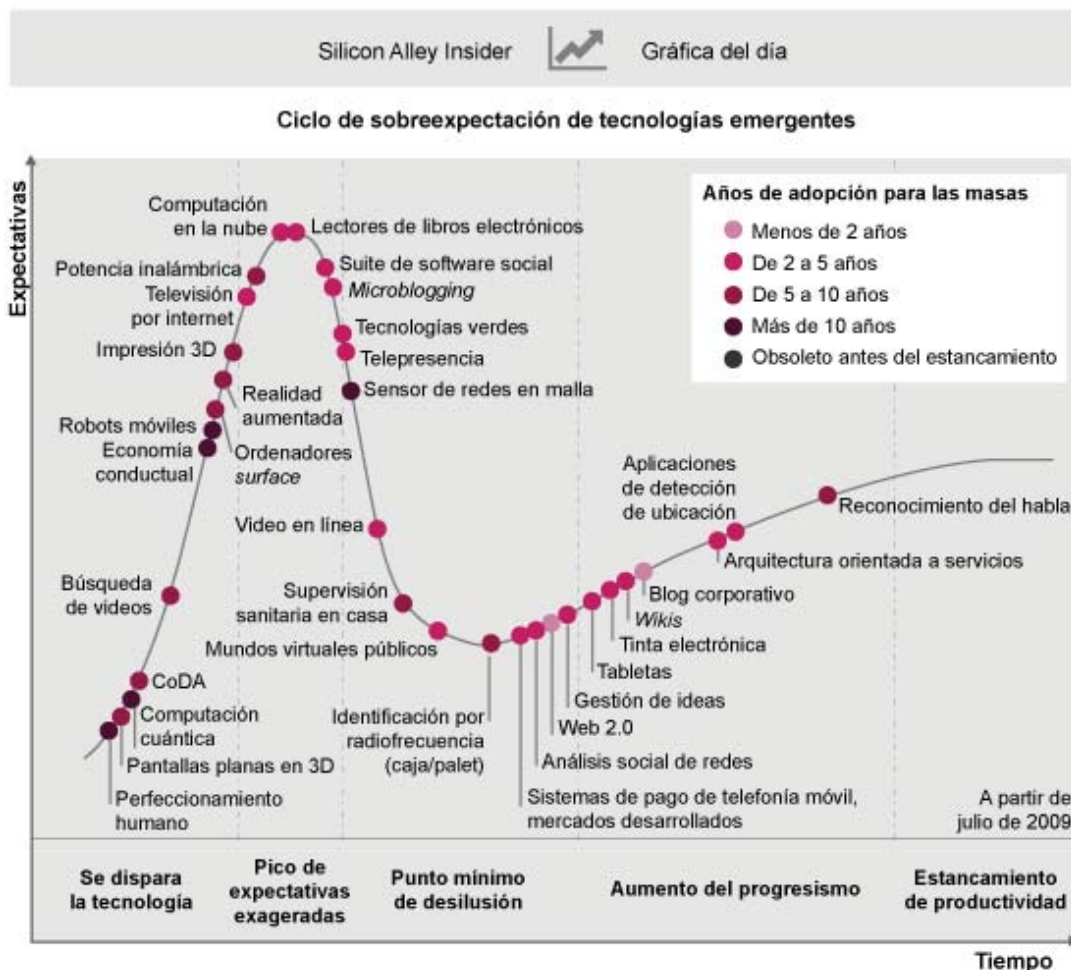 Silicon Alley Insider
Gráfica del día
Ciclo de sobreexpectación de tecnologías emergentes
Expectativas
Años de adopción para las masas
Menos de 2 años
De 2 a 5 años
De 5 a 10 años
Más de 10 años
Obsoleto antes del estancamiento
Computación
en la nube
Lectores de libros electrónicos
Potencia inalámbrica
Suite de software social
Televisión
por internet
Microblogging
Tecnologías verdes
Impresión 3D
Telepresencia
Realidad
aumentada
Sensor de redes en malla
Robots móviles
Economía
conductual
Ordenadores
surface
Video en línea
Búsqueda
de videos
Supervisión
sanitaria en casa
Mundos virtuales públicos
CoDA
Computación
cuántica
Pantallas planas en 3D
Perfeccionamiento
humano
Identificación por
radiofrecuencia
(caja/palet)
Aplicaciones
de detección
de ubicación
Reconocimiento del habla
Arquitectura orientada a servicios
Blog corporativo
Wikis
Tinta electrónica
Tabletas
Gestión de ideas
Web 2.0
Análisis social de redes
Sistemas de pago de telefonía móvil,
mercados desarrollados
A partir de
julio de 2009
Se dispara
la tecnología
Pico de
expectativas
exageradas
Punto mínimo
de desilusión
Aumento del progresismo
Estancamiento
de productividad
Tiempo